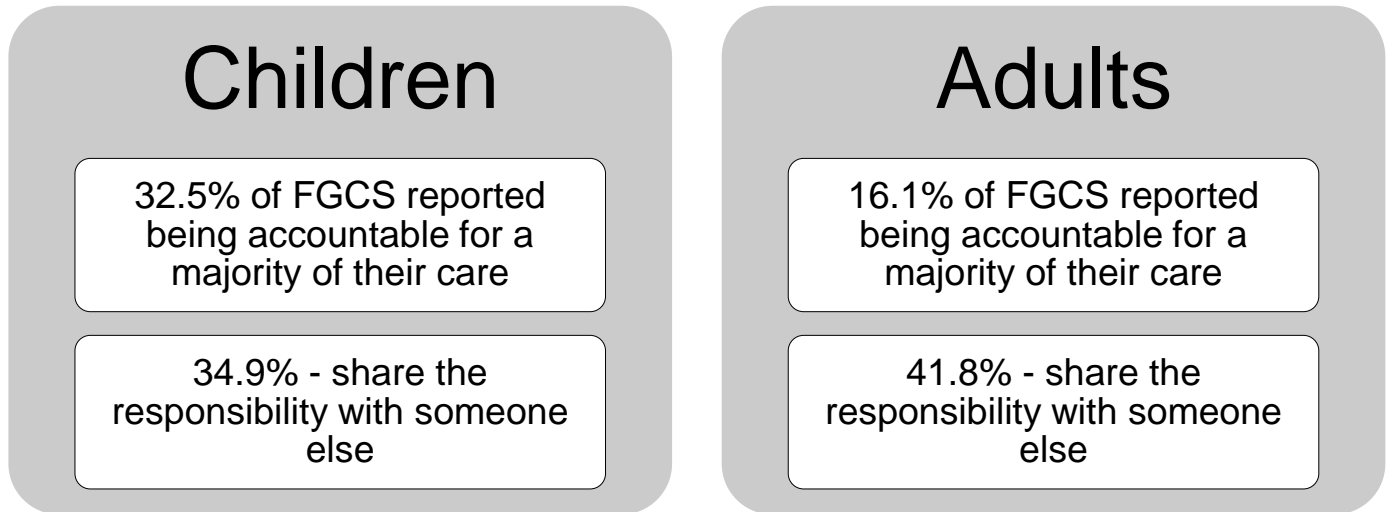 Children
32.5% of FGCS reported
being accountable for a
majority of their care
34.9% - share the
responsibility with someone
else
Adults
16.1% of FGCS reported
being accountable for a
majority of their care
41.8% - share the
responsibility with someone
else